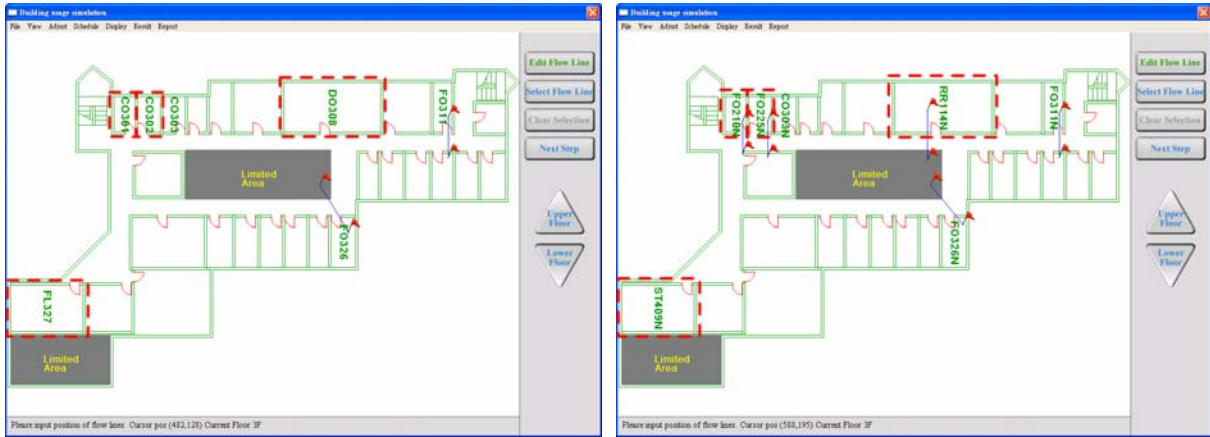 Building usage simulation
File View Adjust Schedule Display Result Report
Edit Flow Line
Select Flow Line
Clear Selection
Next Step
Upper Floor
Lower Floor
CO301
CO302
CO303
DO308
FO311
Limited
Area
FO326
FL327
Limited
Area
Please input position of flow lines. Cursor pos (482,128) Current Floor 3F
Building usage simulation
File View Adjust Schedule Display Result Report
Edit Flow Line
Select Flow Line
Clear Selection
Next Step
Upper Floor
Lower Floor
FO210N
FO225N
CO303N
RR114N
FO311N
Limited
Area
FO326N
ST409N
Limited
Area
Please input position of flow lines. Cursor pos (588,195) Current Floor 3F